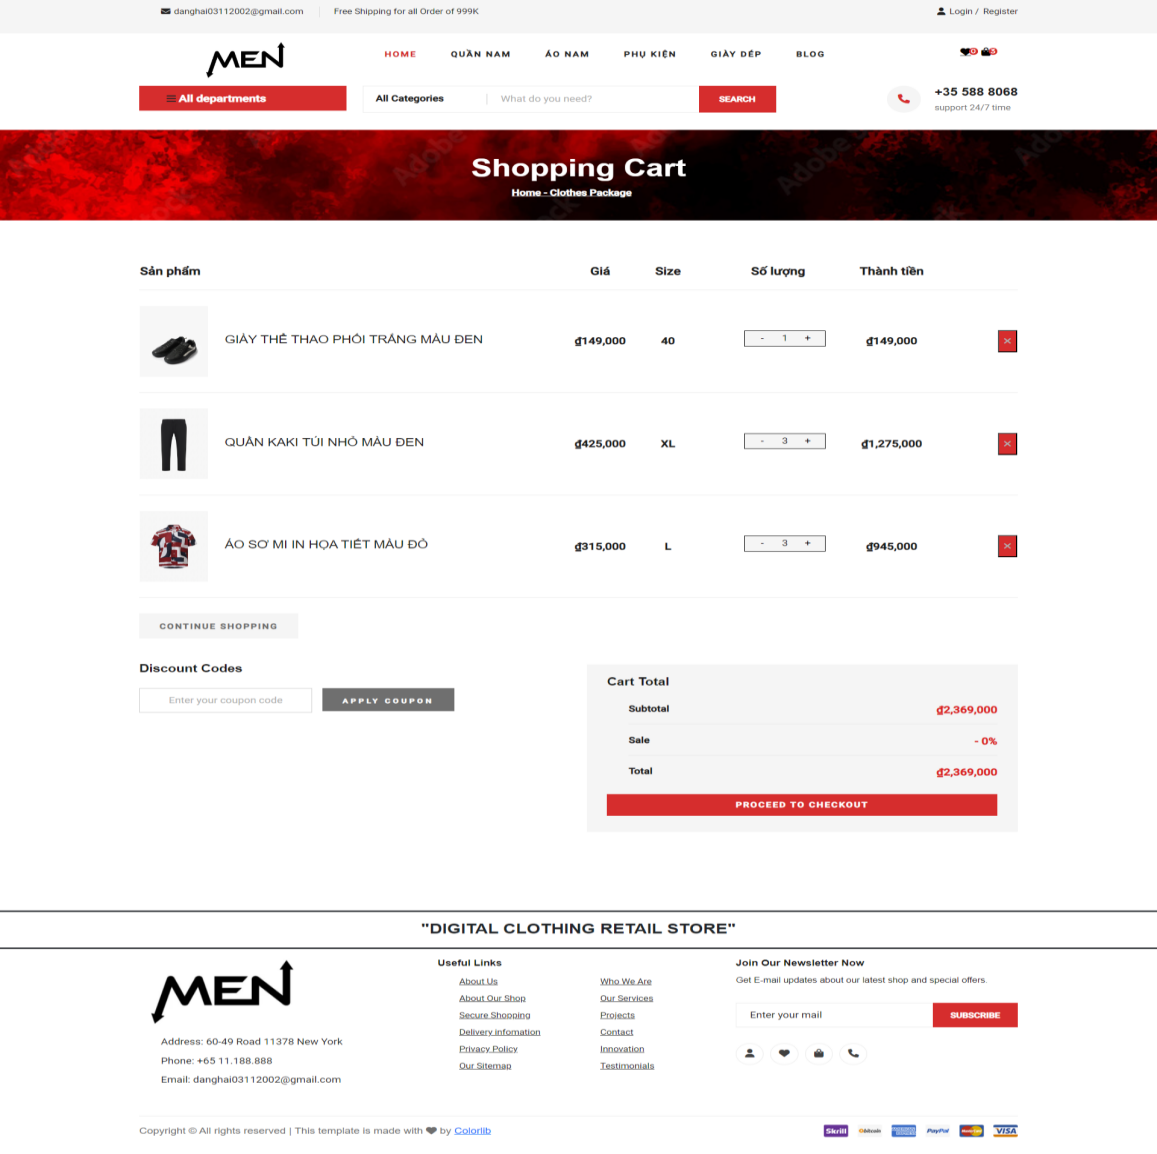 danghai03112002@gmail.com
Free Shipping for all Order of 999K
Login / Register
MEN
HOME
QUẦN NAM
ÁO NAM
PHỤ KIỆN
GIÀY DÉP
BLOG
0
5
All departments
All Categories
What do you need?
SEARCH
+35 588 8068
support 24/7 time
Shopping Cart
Home - Clothes Package
Sản phẩm
Giá
Size
Số lượng
Thành tiền
GIÀY THỂ THAO PHỐI TRẮNG MÀU ĐEN
₫149,000
40
- 1 +
₫149,000
×
QUẦN KAKI TÚI NHỎ MÀU ĐEN
₫425,000
XL
- 3 +
₫1,275,000
×
ÁO SƠ MI IN HỌA TIẾT MÀU ĐỎ
₫315,000
L
- 3 +
₫945,000
×
CONTINUE SHOPPING
Discount Codes
Enter your coupon code
APPLY COUPON
Cart Total
Subtotal
₫2,369,000
Sale
- 0%
Total
₫2,369,000
PROCEED TO CHECKOUT
"DIGITAL CLOTHING RETAIL STORE"
MEN
Address: 60-49 Road 11378 New York
Phone: +65 11.188.888
Email: danghai03112002@gmail.com
Useful Links
About Us
About Our Shop
Secure Shopping
Delivery infomation
Privacy Policy
Our Sitemap
Who We Are
Our Services
Projects
Contact
Innovation
Testimonials
Join Our Newsletter Now
Get E-mail updates about our latest shop and special offers.
Enter your mail
SUBSCRIBE
Copyright © All rights reserved | This template is made with ❤ by Colorlib
Skrill
bitcoin
PayPal
VISA